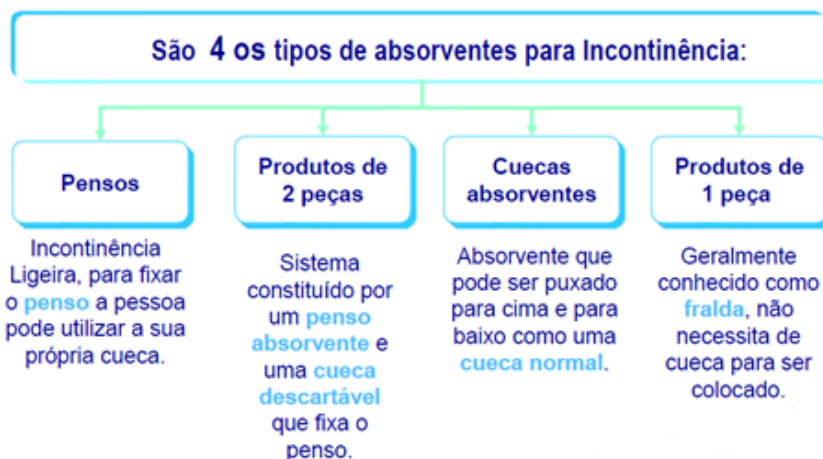 São 4 os tipos de absorventes para Incontinência:
Pensos
Incontinência
Ligeira, para fixar
o penso a pessoa
pode utilizar a sua
própria cueca.
Produtos de
2 peças
Sistema
constituído por
um penso
absorvente e
uma cueca
descartável
que fixa o
penso.
Cuecas
absorventes
Absorvente que
pode ser puxado
para cima e para
baixo como uma
cueca normal.
Produtos de
1 peça
Geralmente
conhecido como
fralda, não
necessita de
cueca para ser
colocado.